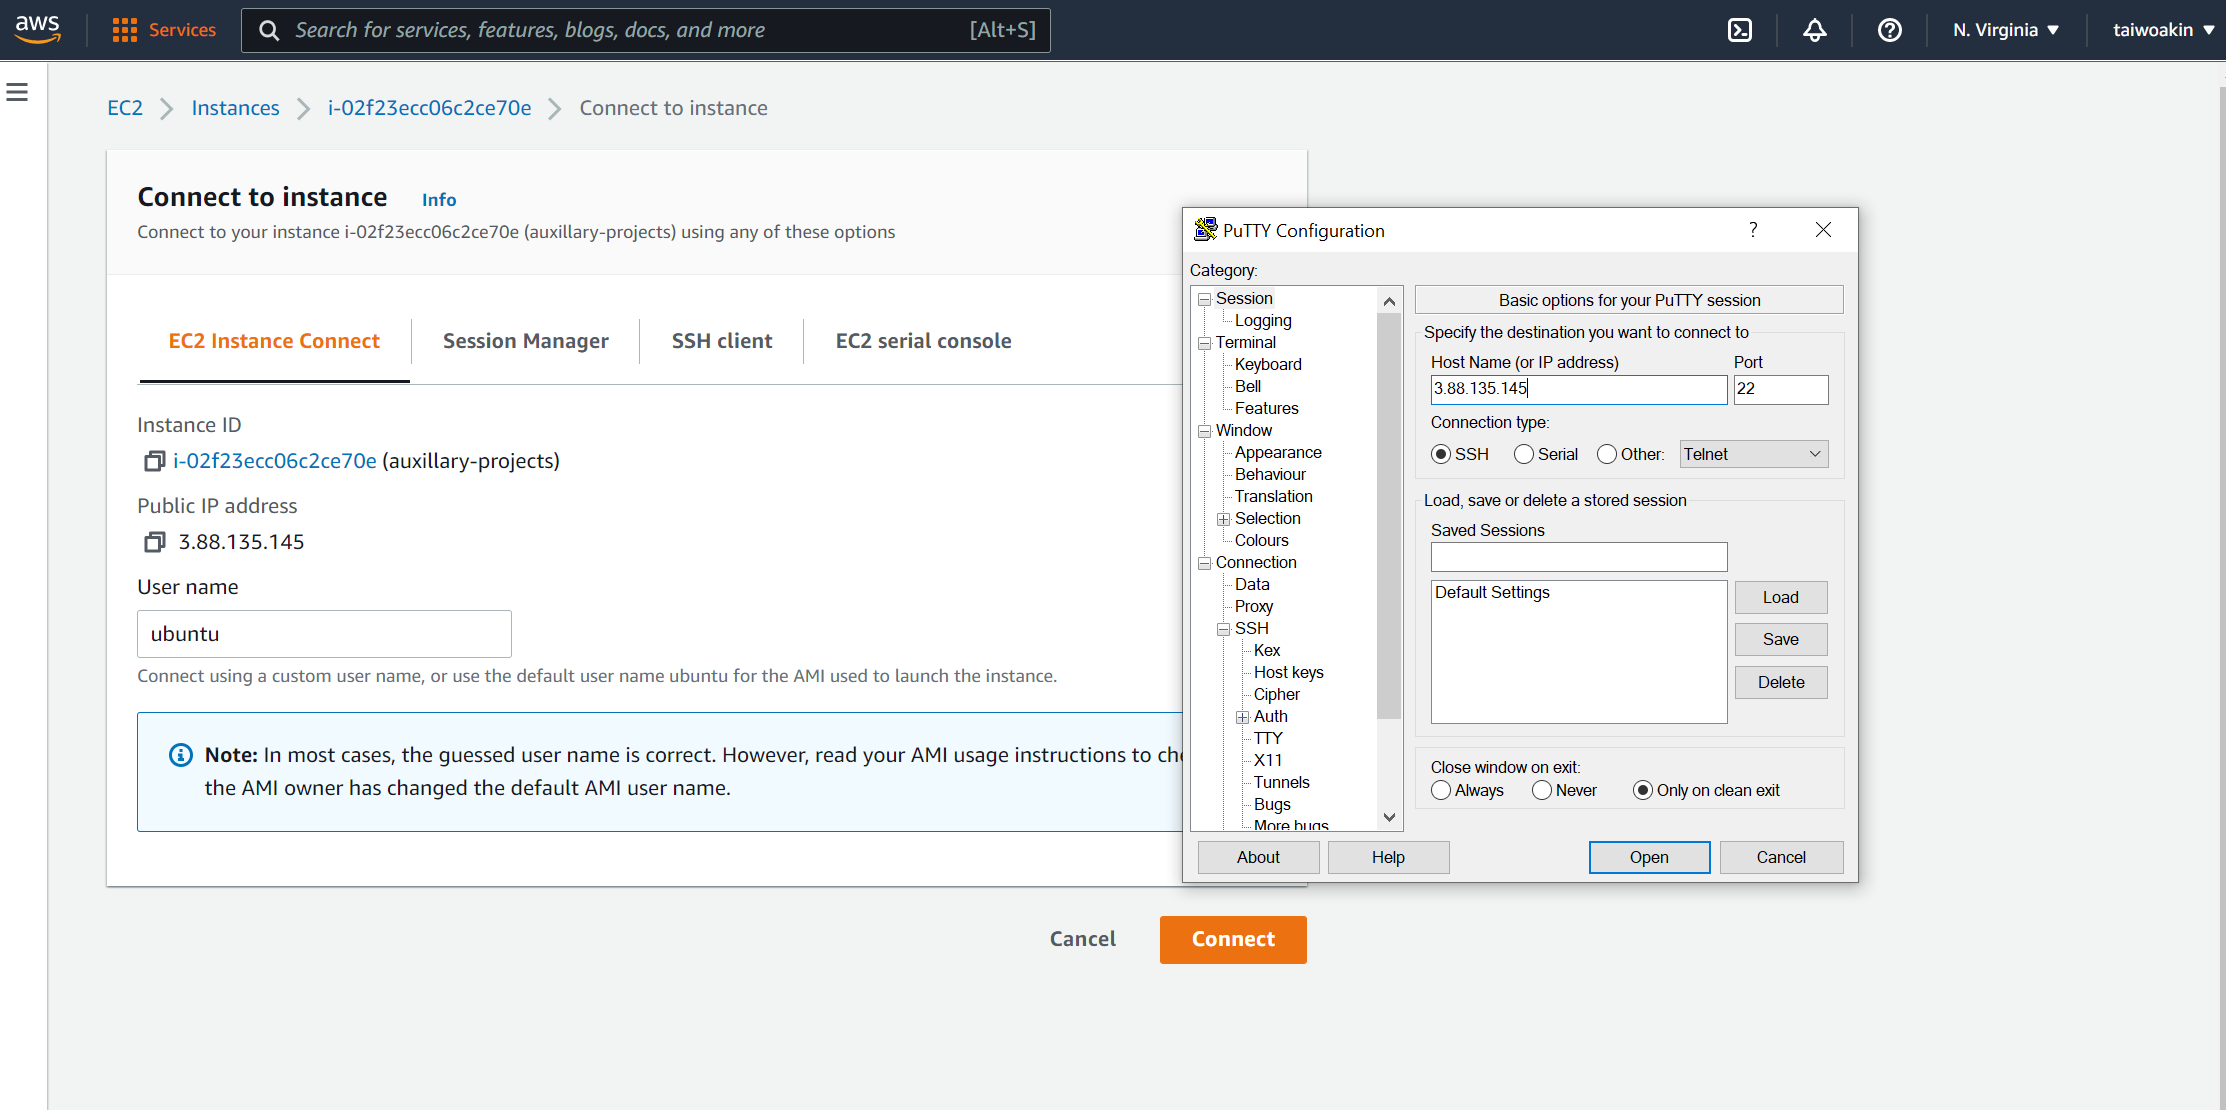 aws
Services
Search for services, features, blogs, docs, and more
[Alt+S]
N. Virginia
taiwoakin
EC2
Instances
i-02f23ecc06c2ce70e
Connect to instance
Connect to instance
Info
Connect to your instance i-02f23ecc06c2ce70e (auxillary-projects) using any of these options
EC2 Instance Connect
Session Manager
SSH client
EC2 serial console
Instance ID
i-02f23ecc06c2ce70e (auxillary-projects)
Public IP address
3.88.135.145
User name
ubuntu
Connect using a custom user name, or use the default user name ubuntu for the AMI used to launch the instance.
Note: In most cases, the guessed user name is correct. However, read your AMI usage instructions to
the AMI owner has changed the default AMI user name.
Cancel
Connect
PuTTY Configuration
?
Category:
Session
Logging
Terminal
Keyboard
Bell
Features
Window
Appearance
Behaviour
Translation
Selection
Colours
Connection
Data
Proxy
SSH
Kex
Host keys
Cipher
Auth
TTY
X11
Tunnels
Bugs
More bugs
Basic options for your PuTTY session
Specify the destination you want to connect to
Host Name (or IP address)
Port
3.88.135.145
22
Connection type:
SSH
Serial
Other:
Telnet
Load, save or delete a stored session
Saved Sessions
Default Settings
Load
Save
Delete
Close window on exit:
Always
Never
Only on clean exit
About
Help
Open
Cancel